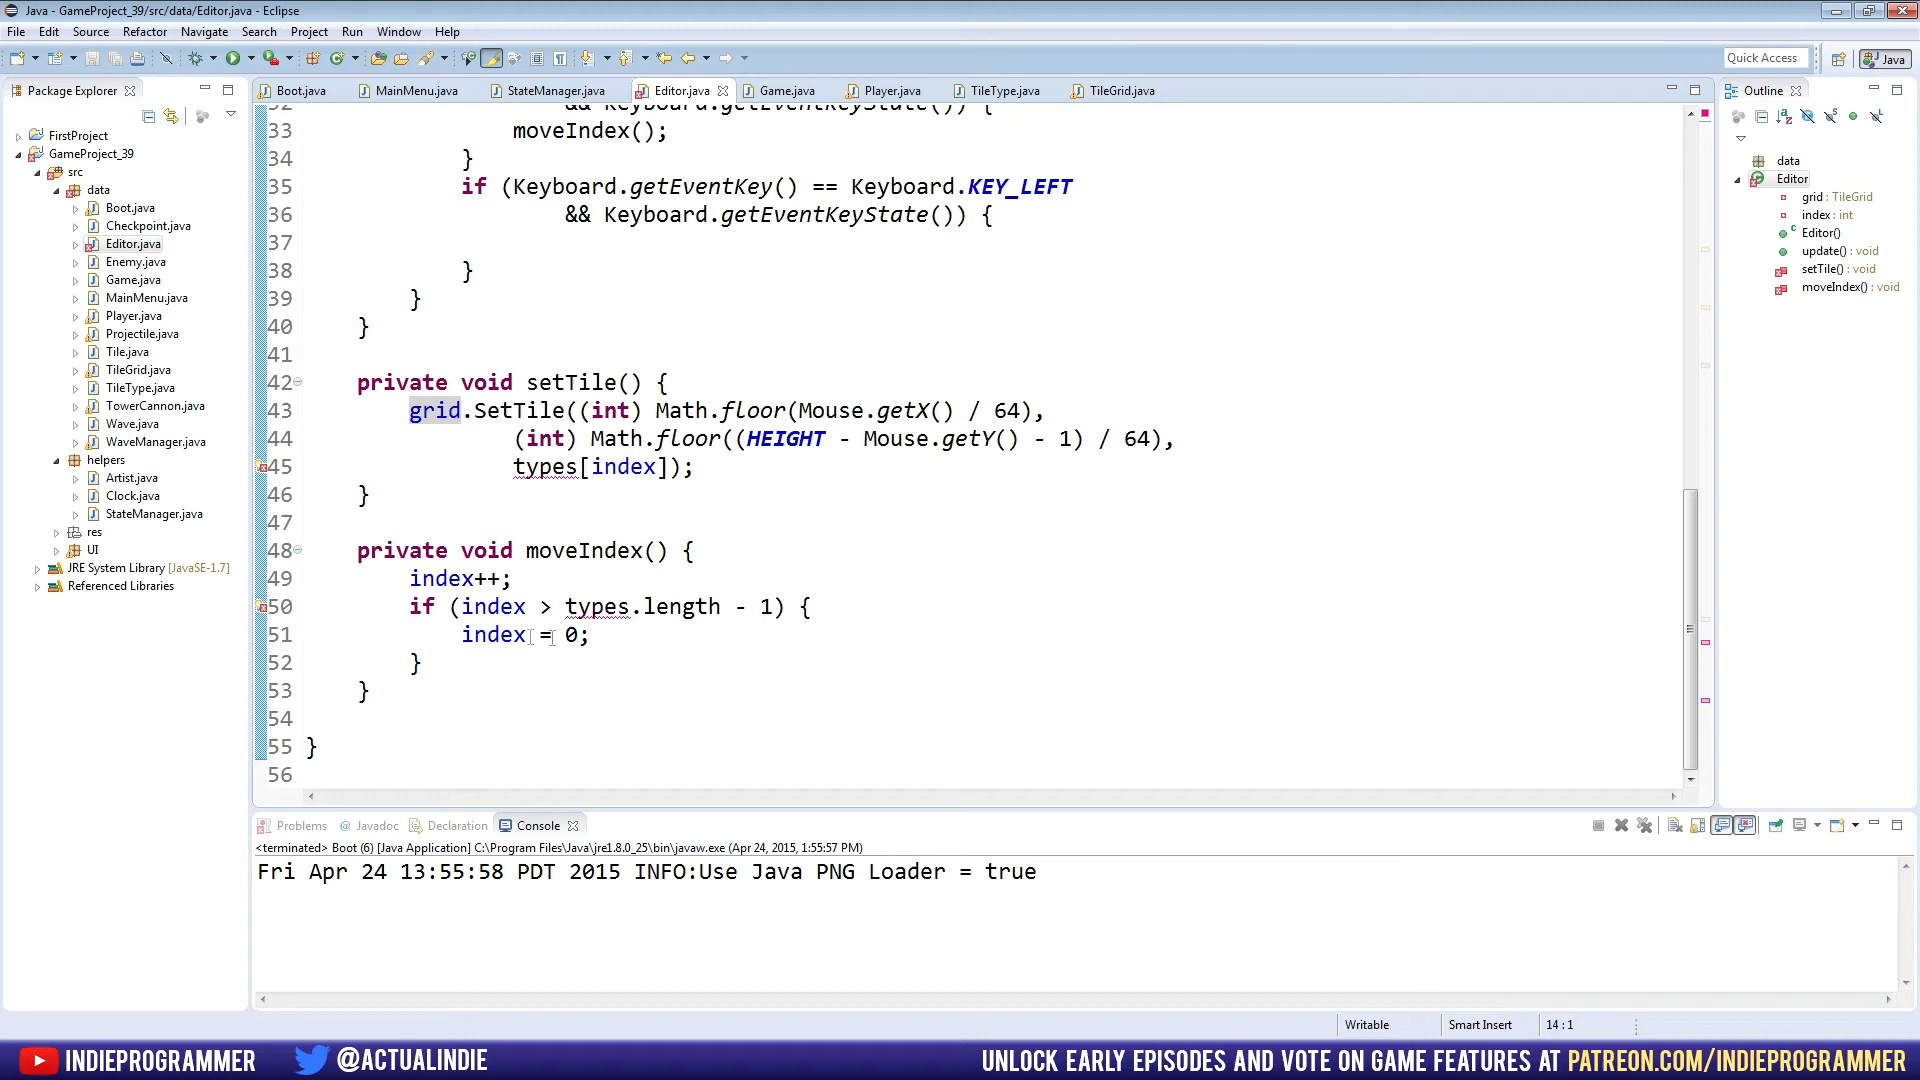 Java - GameProject_39/src/data/Editor.java - Eclipse
File Edit Source Refactor Navigate Search Project Run Window Help
Quick Access
Java
Package Explorer
Boot.java MainMenu.java StateManager.java Editor.java Game.java Player.java TileType.java TileGrid.java
Outline
FirstProject
GameProject_39
src
data
Boot.java
Checkpoint.java
Editor.java
Enemy.java
Game.java
MainMenu.java
Player.java
Projectile.java
Tile.java
TileGrid.java
TileType.java
TowerCannon.java
Wave.java
WaveManager.java
helpers
Artist.java
Clock.java
StateManager.java
res
UI
JRE System Library [JavaSE-1.7]
Referenced Libraries
32 && Keyboard.getEventKeyState()) {
33 moveIndex();
34 }
35 if (Keyboard.getEventKey() == Keyboard.KEY_LEFT
36 && Keyboard.getEventKeyState()) {
37
38 }
39 }
40 }
41
42 private void setTile() {
43 grid.SetTile((int) Math.floor(Mouse.getX() / 64),
44 (int) Math.floor((HEIGHT - Mouse.getY() - 1) / 64),
45 types[index]);
46 }
47
48 private void moveIndex() {
49 index++;
50 if (index > types.length - 1) {
51 index = 0;
52 }
53 }
54
55 }
56
data
Editor
grid : TileGrid
index : int
Editor()
update() : void
setTile() : void
moveIndex() : void
Problems @ Javadoc Declaration Console
<terminated> Boot (6) [Java Application] C:\Program Files\Java\jre1.8.0_25\bin\javaw.exe (Apr 24, 2015, 1:55:57 PM)
Fri Apr 24 13:55:58 PDT 2015 INFO:Use Java PNG Loader = true
Writable Smart Insert 14 : 1
INDIEPROGRAMMER @ACTUALINDIE UNLOCK EARLY EPISODES AND VOTE ON GAME FEATURES AT PATREON.COM/INDIEPROGRAMMER